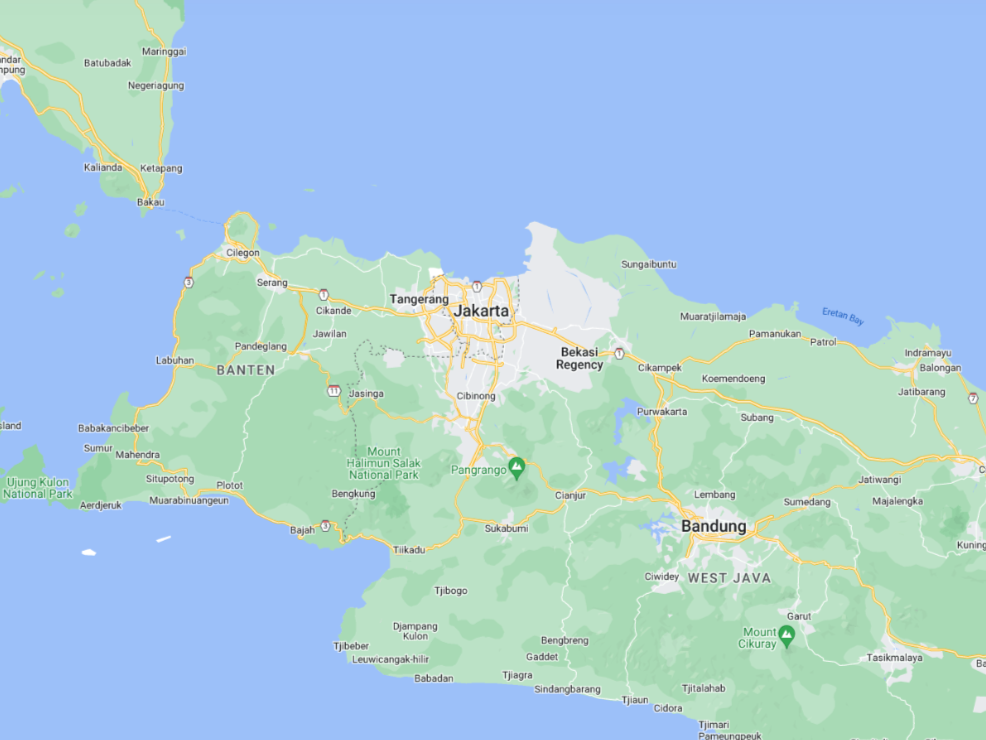 Maringgai
Batubadak
Negeriagung
Kalianda
Ketapang
Bakau
Cilegon
Serang
3
1
Cikande
Tangerang
1
Jakarta
Sungaibuntu
Muaratjilamaja
Eretan Bay
Pamanukan
Patrol
Jawilan
Pandeglang
Labuhan
BANTEN
Bekasi
Regency
1
Cikampek
Indramayu
Balongan
Koemendoeng
Jatibarang
7
11
Jasinga
Cibinong
Purwakarta
Subang
Babakancibeber
Sumur
Mahendra
Mount
Halimun Salak
National Park
Pangrango
Ujung Kulon
National Park
Situpotong
Aerdjeruk
Muarabinuangeun
Plotot
Bengkung
Cianjur
Lembang
Sumedang
Jatiwangi
Majalengka
Bajah
3
Sukabumi
Bandung
Tiikadu
Ciwidey
WEST JAVA
Tjibogo
Djampang
Kulon
Garut
Mount
Cikuray
Tjibeber
Leuwicangak-hilir
Bengbreng
Gaddet
Tasikmalaya
Babadan
Tjiagra
Sindangbarang
Tjiaun
Tjitalahab
Cidora
Tjimari
Pameungpeuk